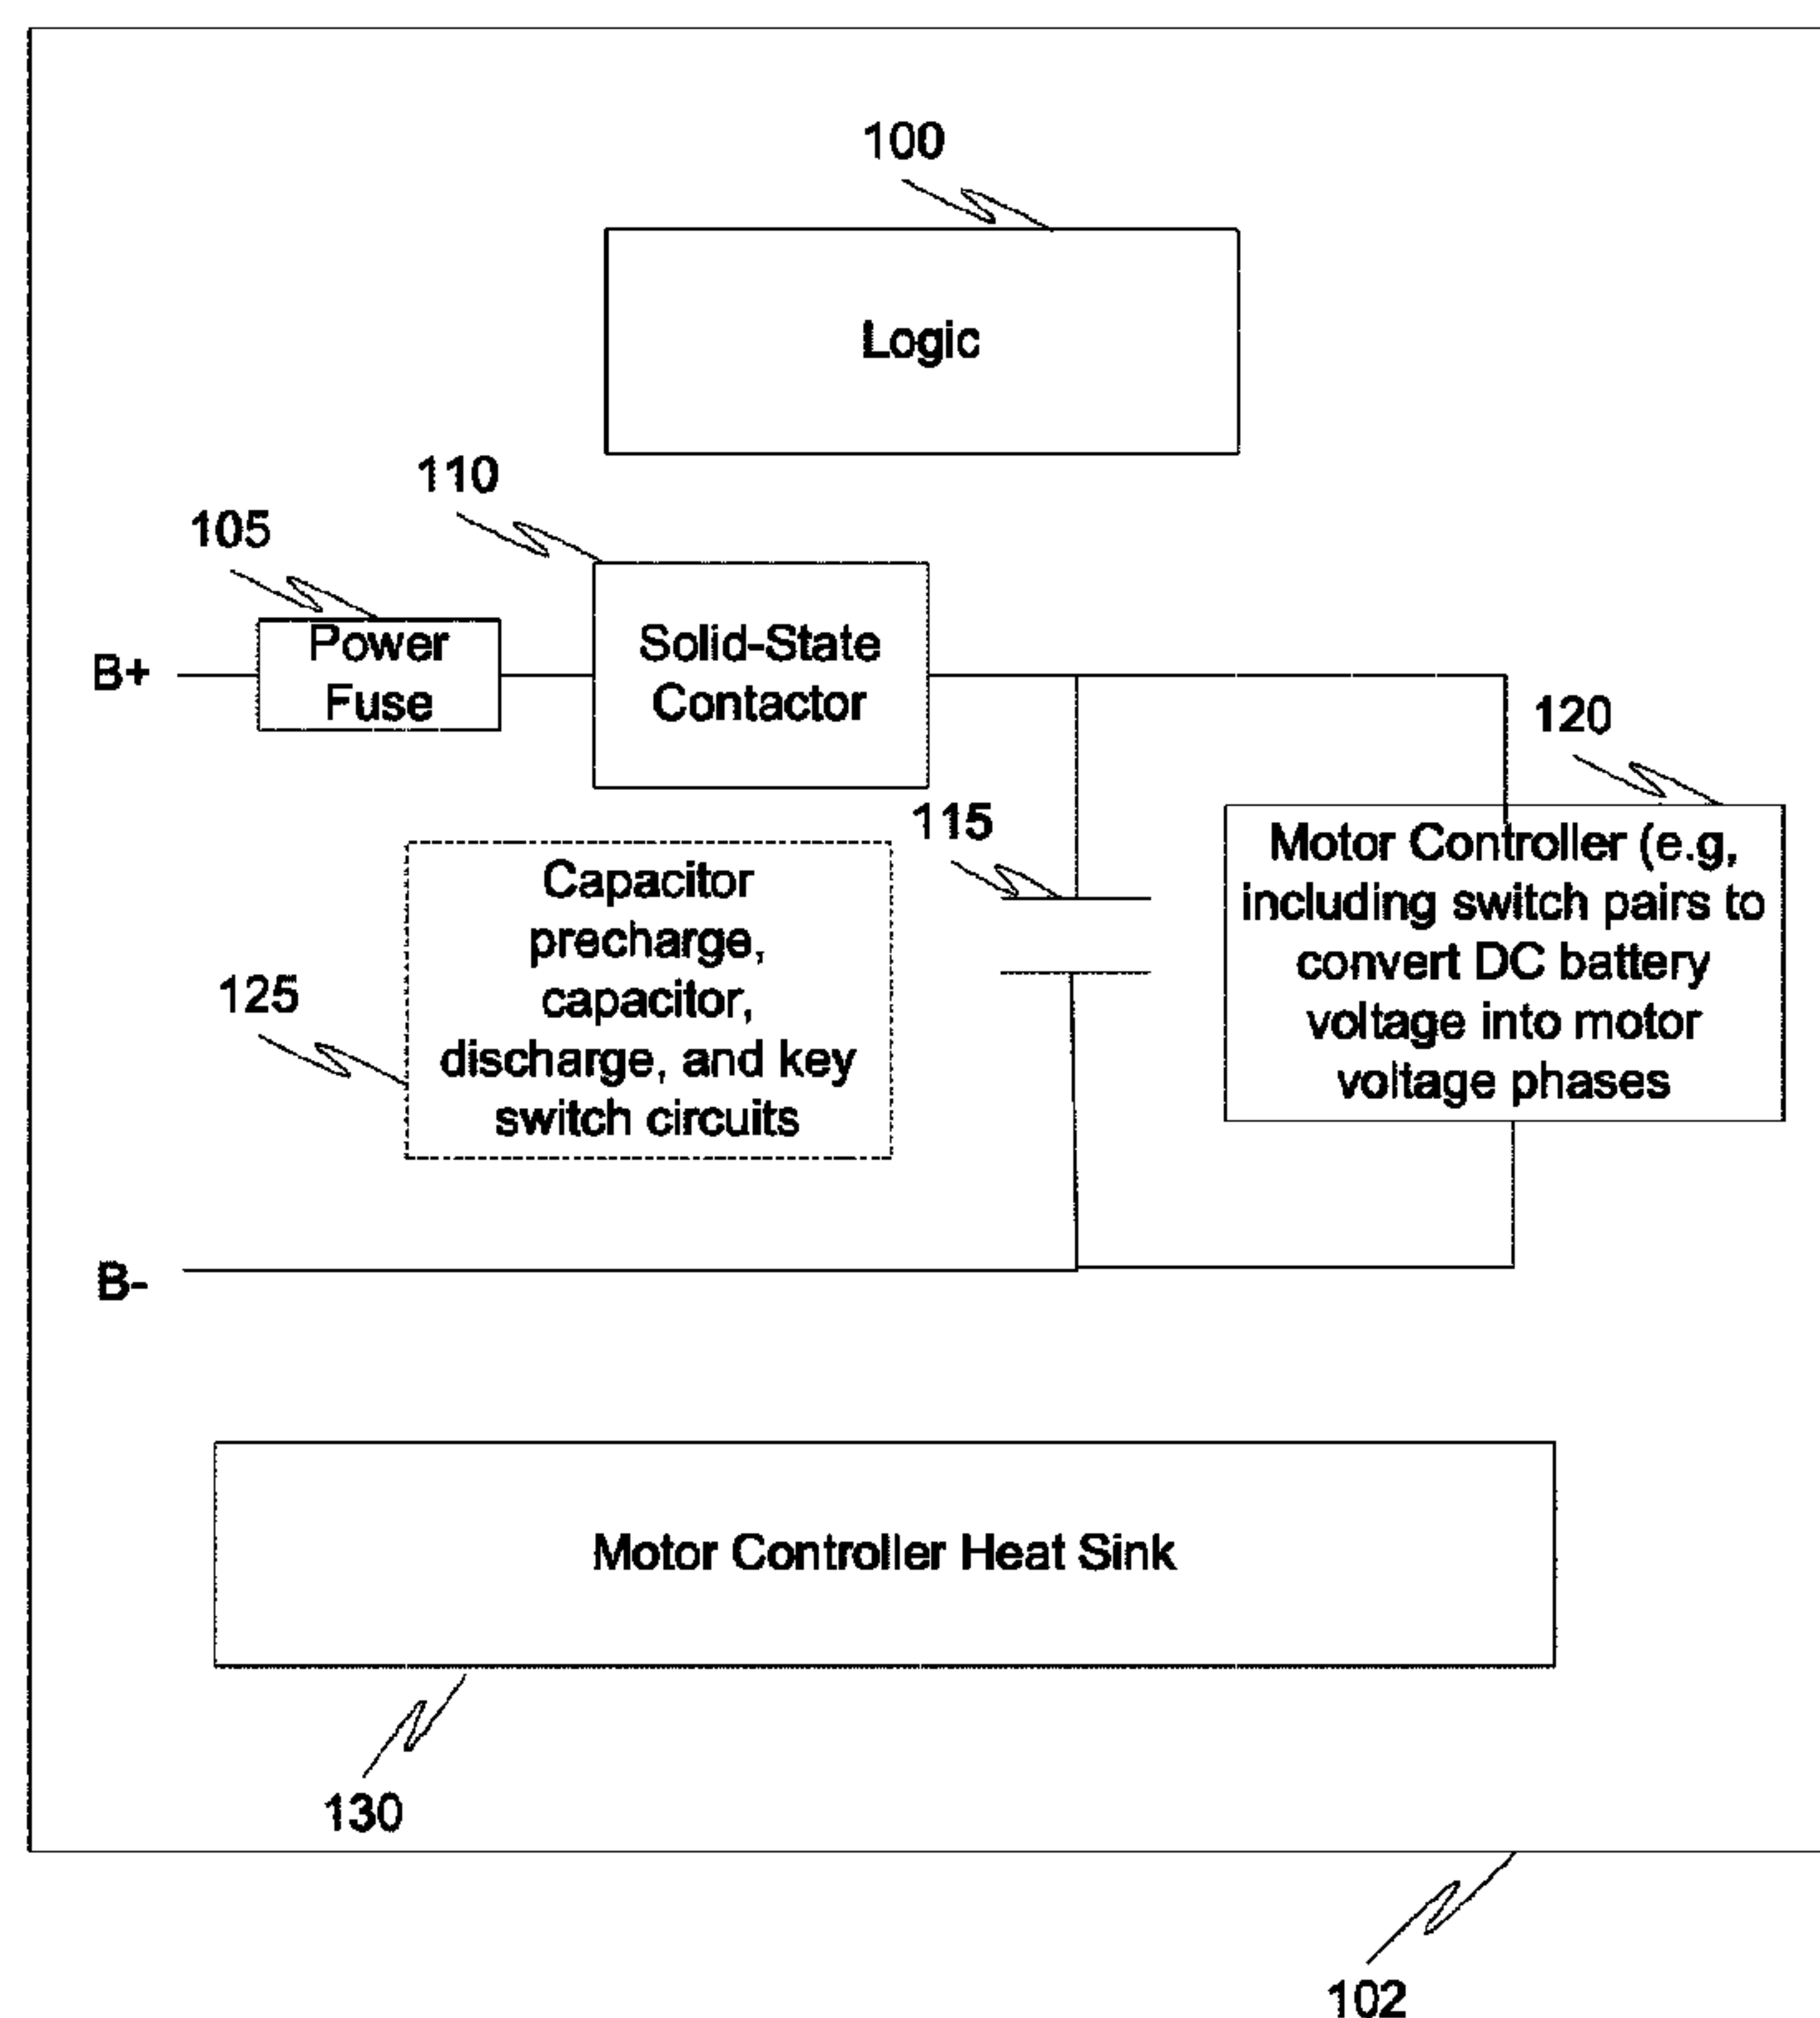 100
Logic
110
105
B+
Power
Fuse
Solid-State
Contactor
120
115
Motor Controller (e.g,
including switch pairs to
convert DC battery
voltage into motor
voltage phases
125
Capacitor
precharge,
capacitor,
discharge, and key
switch circuits
B-
Motor Controller Heat Sink
130
102